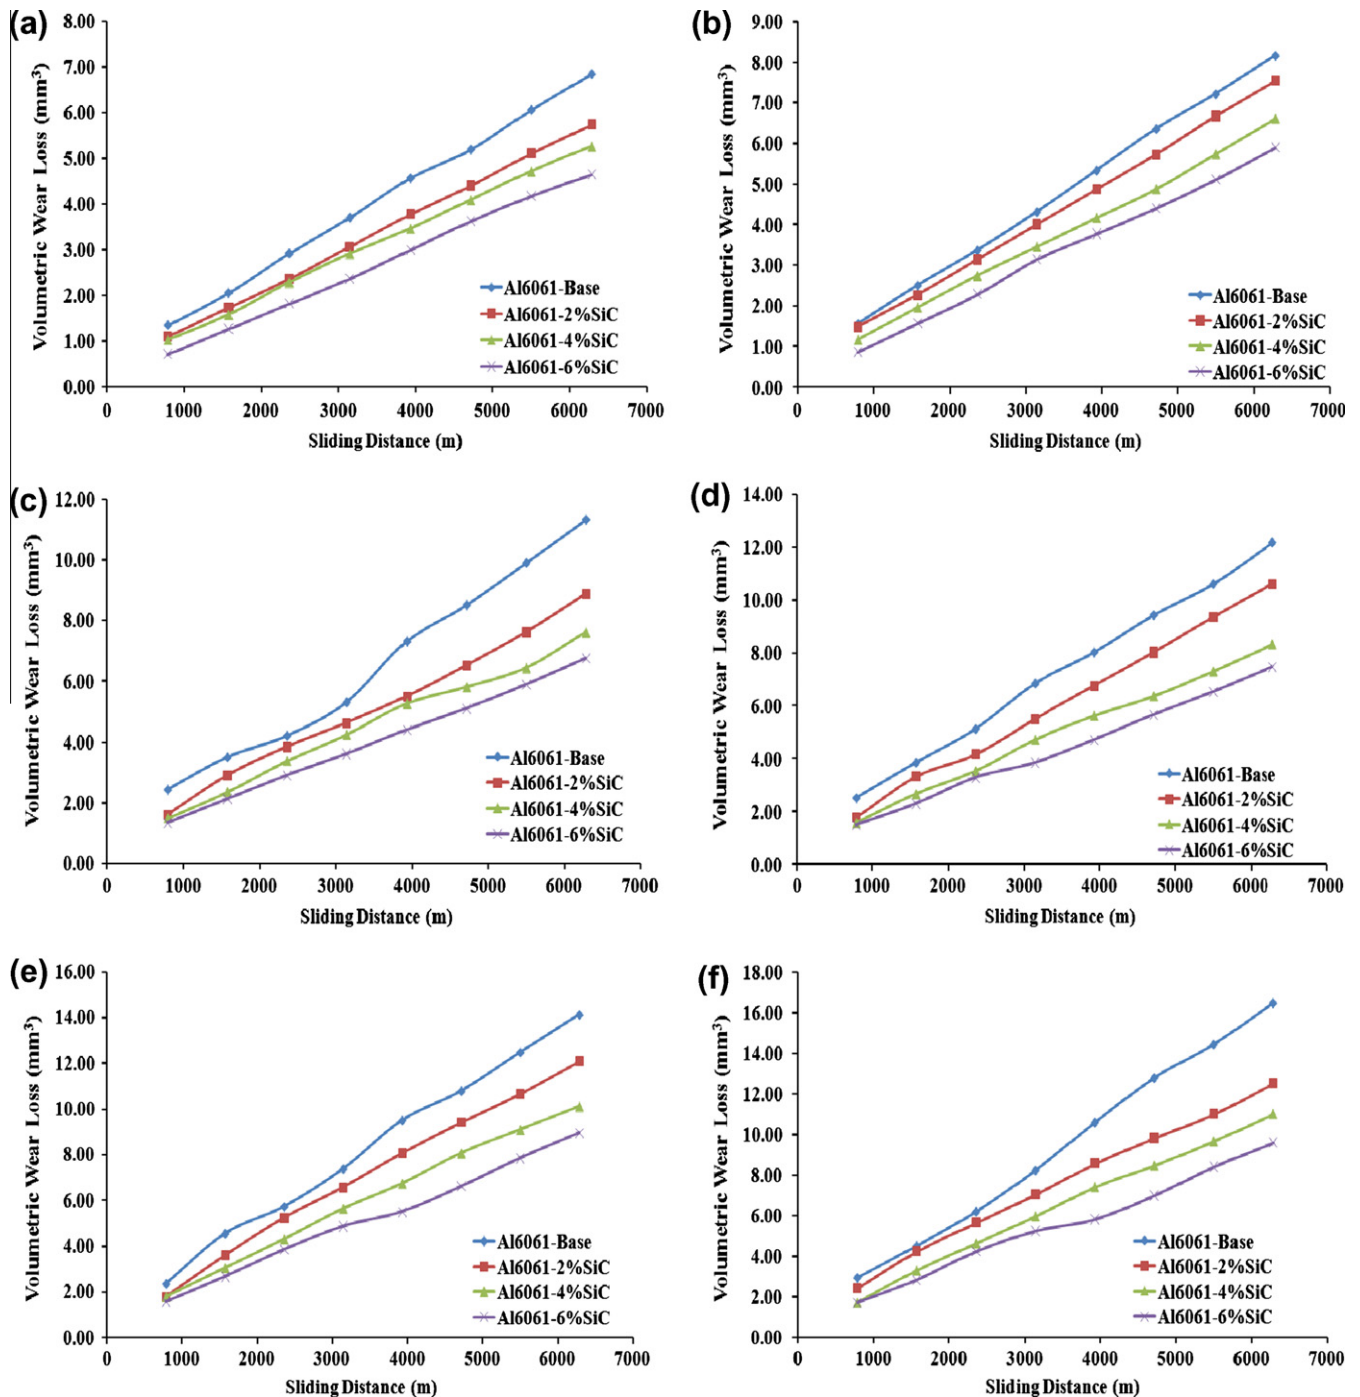 (a)
8.00
7.00
6.00
5.00
4.00
3.00
2.00
1.00
0.00
Volumetric Wear Loss (mm³)
Al6061-Base
Al6061-2%SiC
Al6061-4%SiC
Al6061-6%SiC
0 1000 2000 3000 4000 5000 6000 7000
Sliding Distance (m)
(b)
9.00
8.00
7.00
6.00
5.00
4.00
3.00
2.00
1.00
0.00
Volumetric Wear Loss (mm³)
Al6061-Base
Al6061-2%SiC
Al6061-4%SiC
Al6061-6%SiC
0 1000 2000 3000 4000 5000 6000 7000
Sliding Distance (m)
(c)
12.00
10.00
8.00
6.00
4.00
2.00
0.00
Volumetric Wear Loss (mm³)
Al6061-Base
Al6061-2%SiC
Al6061-4%SiC
Al6061-6%SiC
0 1000 2000 3000 4000 5000 6000 7000
Sliding Distance (m)
(d)
14.00
12.00
10.00
8.00
6.00
4.00
2.00
0.00
Volumetric Wear Loss (mm³)
Al6061-Base
Al6061-2%SiC
Al6061-4%SiC
Al6061-6%SiC
0 1000 2000 3000 4000 5000 6000 7000
Sliding Distance (m)
(e)
16.00
14.00
12.00
10.00
8.00
6.00
4.00
2.00
0.00
Volumetric Wear Loss (mm³)
Al6061-Base
Al6061-2%SiC
Al6061-4%SiC
Al6061-6%SiC
0 1000 2000 3000 4000 5000 6000 7000
Sliding Distance (m)
(f)
18.00
16.00
14.00
12.00
10.00
8.00
6.00
4.00
2.00
0.00
Volumetric Wear Loss (mm³)
Al6061-Base
Al6061-2%SiC
Al6061-4%SiC
Al6061-6%SiC
0 1000 2000 3000 4000 5000 6000 7000
Sliding Distance (m)